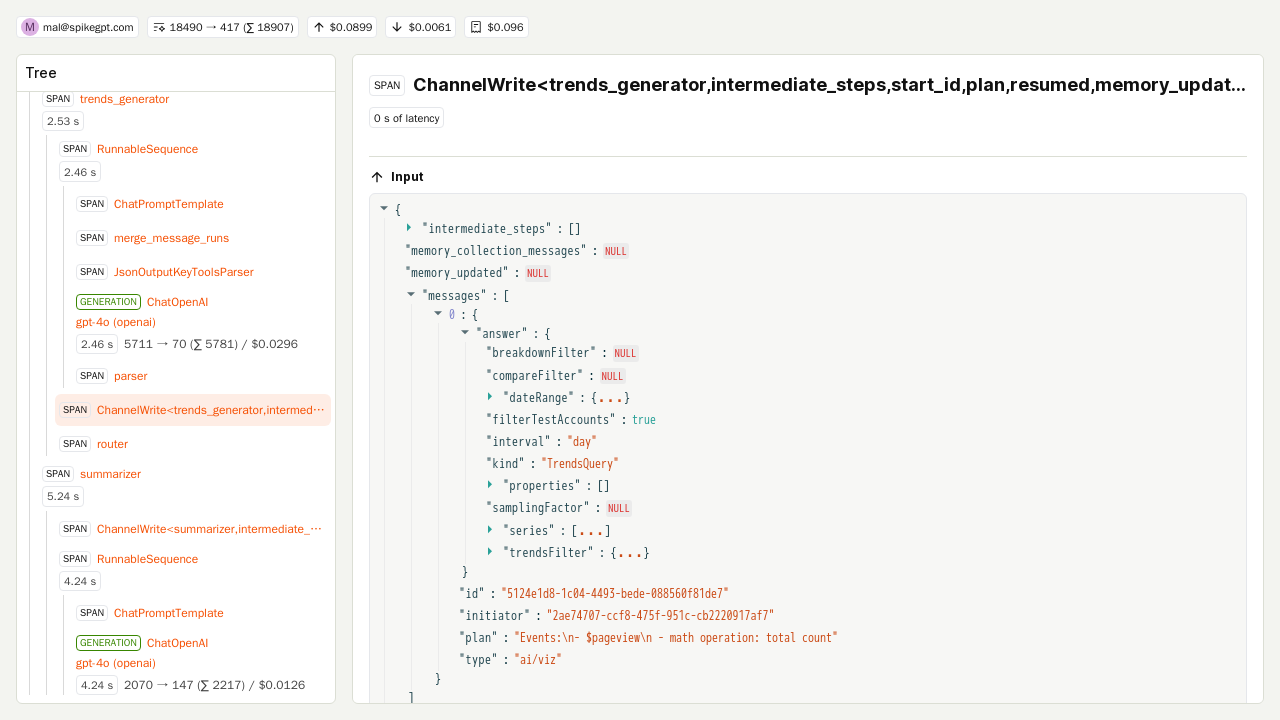 M mal@spikegpt.com
18490 → 417 (∑ 18907)
↑ $0.0899
↓ $0.0061
$0.096
Tree
SPAN trends_generator
2.53 s
SPAN RunnableSequence
2.46 s
SPAN ChatPromptTemplate
SPAN merge_message_runs
SPAN JsonOutputKeyToolsParser
GENERATION ChatOpenAI
gpt-4o (openai)
2.46 s 5711 → 70 (∑ 5781) / $0.0296
SPAN parser
SPAN ChannelWrite<trends_generator,intermed···
SPAN router
SPAN summarizer
5.24 s
SPAN ChannelWrite<summarizer,intermediate_···
SPAN RunnableSequence
4.24 s
SPAN ChatPromptTemplate
GENERATION ChatOpenAI
gpt-4o (openai)
4.24 s 2070 → 147 (∑ 2217) / $0.0126
SPAN ChannelWrite<trends_generator,intermediate_steps,start_id,plan,resumed,memory_updat...
0 s of latency
↑ Input
{
"intermediate_steps" : []
"memory_collection_messages" : NULL
"memory_updated" : NULL
"messages" : [
0 : {
"answer" : {
"breakdownFilter" : NULL
"compareFilter" : NULL
"dateRange" : {...}
"filterTestAccounts" : true
"interval" : "day"
"kind" : "TrendsQuery"
"properties" : []
"samplingFactor" : NULL
"series" : [...]
"trendsFilter" : {...}
}
"id" : "5124e1d8-1c04-4493-bede-088560f81de7"
"initiator" : "2ae74707-ccf8-475f-951c-cb2220917af7"
"plan" : "Events:\n- $pageview\n - math operation: total count"
"type" : "ai/viz"
}
]